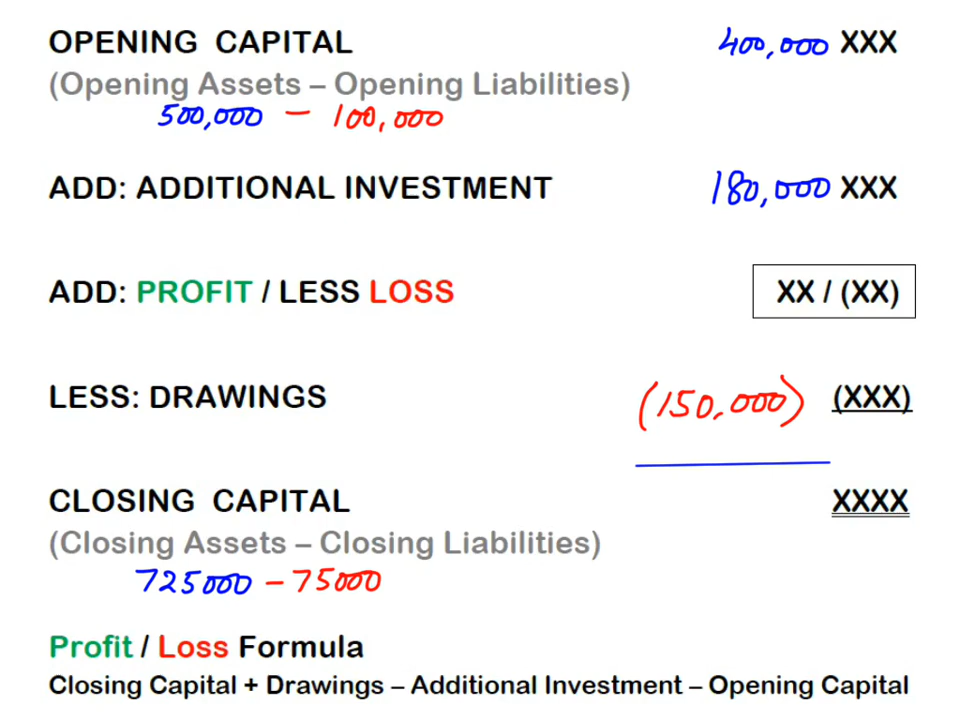 OPENING CAPITAL 400,000 XXX
(Opening Assets – Opening Liabilities)
500,000 – 100,000
ADD: ADDITIONAL INVESTMENT 180,000 XXX
ADD: PROFIT / LESS LOSS XX / (XX)
LESS: DRAWINGS (150,000) (XXX)
CLOSING CAPITAL XXXX
(Closing Assets – Closing Liabilities)
725000 – 75000
Profit / Loss Formula
Closing Capital + Drawings – Additional Investment – Opening Capital